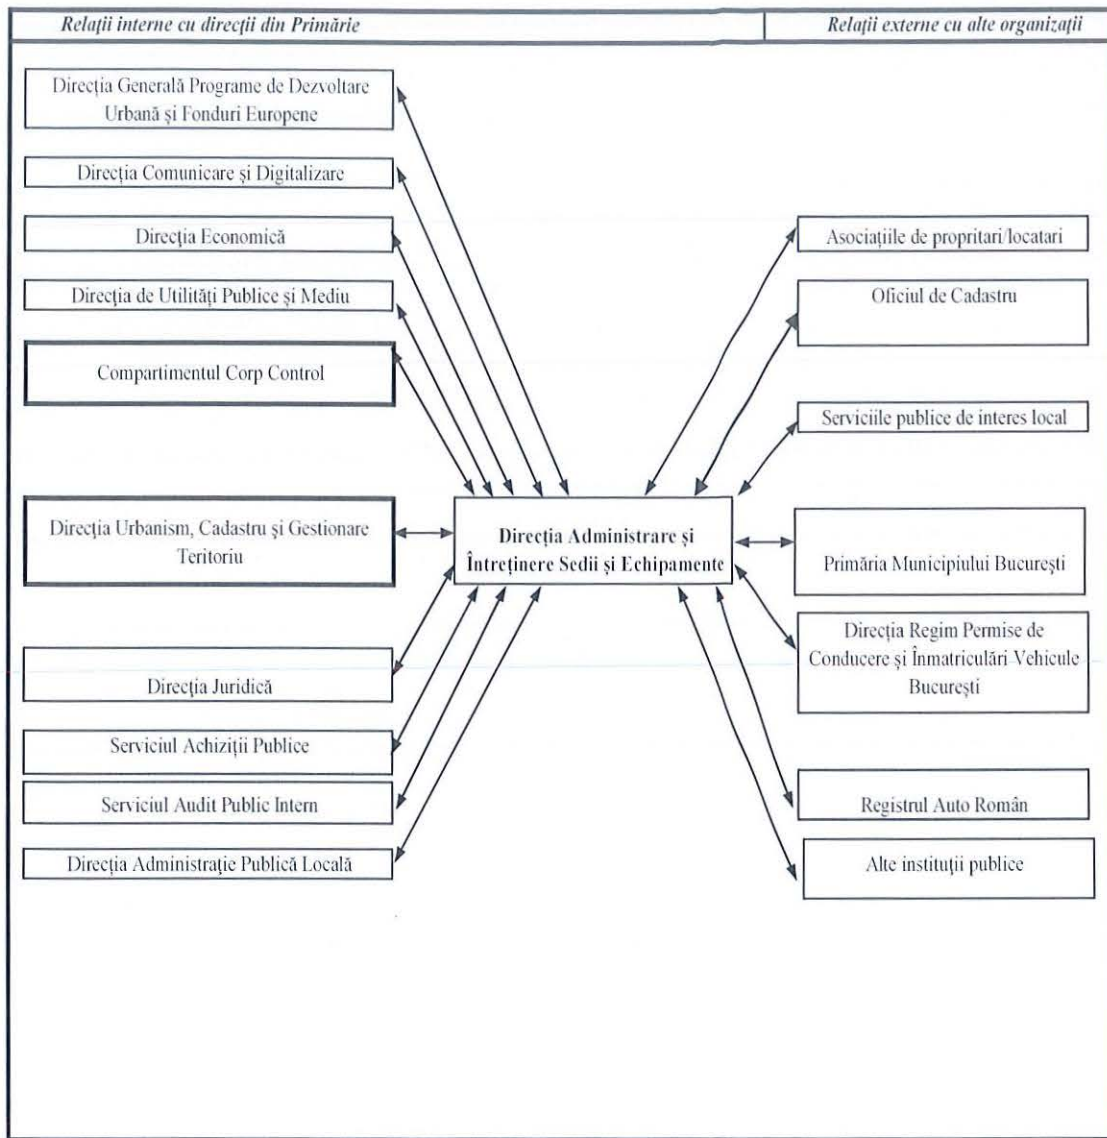 Relații interne cu direcții din Primărie
Relații externe cu alte organizații
Direcția Generală Programe de Dezvoltare
Urbană și Fonduri Europene
Direcția Comunicare și Digitalizare
Direcția Economică
Direcția de Utilități Publice și Mediu
Compartimentul Corp Control
Direcția Urbanism, Cadastru și Gestionare
Teritoriu
Direcția Juridică
Serviciul Achiziții Publice
Serviciul Audit Public Intern
Direcția Administrație Publică Locală
Direcția Administrare și
Întreținere Sedii și Echipamente
Asociațiile de propritari/locatari
Oficiul de Cadastru
Serviciile publice de interes local
Primăria Municipiului București
Direcția Regim Permise de
Conducere și Înmatriculări Vehicule
București
Registrul Auto Român
Alte instituții publice